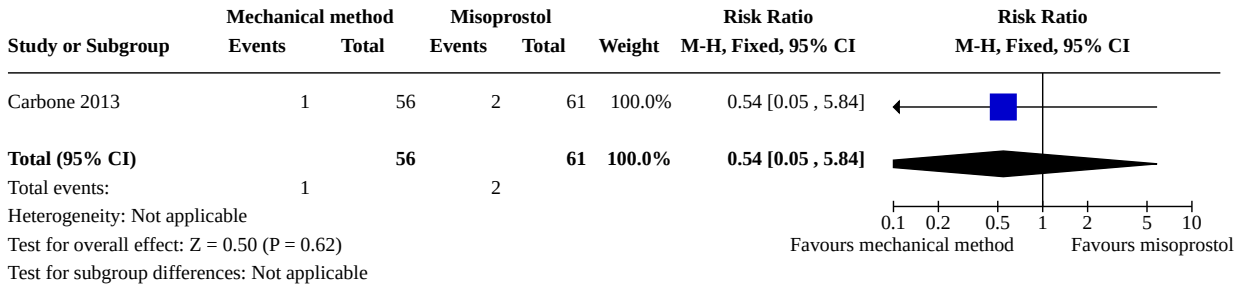 Mechanical method Misoprostol Risk Ratio Risk Ratio
Study or Subgroup Events Total Events Total Weight M-H, Fixed, 95% CI M-H, Fixed, 95% CI
Carbone 2013 1 56 2 61 100.0% 0.54 [0.05 , 5.84]
Total (95% CI) 56 61 100.0% 0.54 [0.05 , 5.84]
Total events: 1 2
Heterogeneity: Not applicable
0.1 0.2 0.5 1 2 5 10
Test for overall effect: Z = 0.50 (P = 0.62) Favours mechanical method Favours misoprostol
Test for subgroup differences: Not applicable